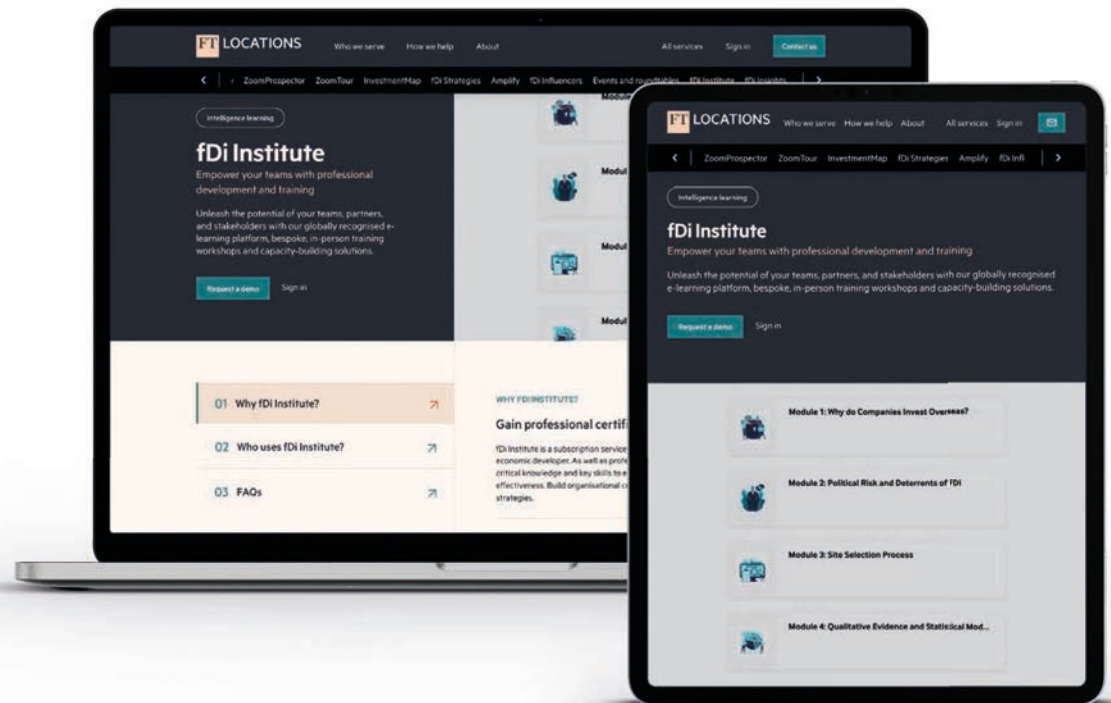 FT LOCATIONS
Who we serve How we help About All services Sign in Contact us
ZoomProspector ZoomTour InvestmentMap fDi Strategies Amplify fDi Influencers Events and roundtables fDi Institute fDi Insights
Intelligence learning
fDi Institute
Empower your teams with professional
development and training
Unleash the potential of your teams, partners,
and stakeholders with our globally recognised e-
learning platform, bespoke, in-person training
workshops and capacity-building solutions.
Request a demo Sign in
Module
Modul
Modul
Modul
01 Why fDi Institute?
02 Who uses fDi Institute?
03 FAQs
WHY FDI INSTITUTE?
Gain professional certifi
fDi Institute is a subscription service
economic developer. As well as profe
critical knowledge and key skills to e
effectiveness. Build organisational c
strategies.
FT LOCATIONS
Who we serve How we help About All services Sign in
ZoomProspector ZoomTour InvestmentMap fDi Strategies Amplify fDi Infl
Intelligence learning
fDi Institute
Empower your teams with professional development and training
Unleash the potential of your teams, partners, and stakeholders with our globally recognised
e-learning platform, bespoke, in-person training workshops and capacity-building solutions.
Request a demo Sign in
Module 1: Why do Companies Invest Overseas?
Module 2: Political Risk and Deterrents of fDi
Module 3: Site Selection Process
Module 4: Qualitative Evidence and Statistical Mod...